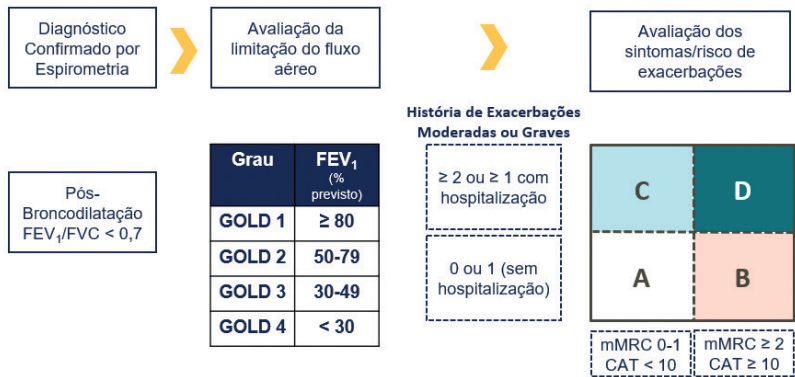 Diagnóstico
Confirmado por
Espirometria
Avaliação da
limitação do fluxo
aéreo
Avaliação dos
sintomas/risco de
exacerbações
História de Exacerbações
Moderadas ou Graves
Pós-
Broncodilatação
FEV₁/FVC < 0,7
Grau FEV₁
(%
previsto)
GOLD 1 ≥ 80
GOLD 2 50-79
GOLD 3 30-49
GOLD 4 < 30
≥ 2 ou ≥ 1 com
hospitalização
0 ou 1 (sem
hospitalização)
C D
A B
mMRC 0-1
CAT < 10
mMRC ≥ 2
CAT ≥ 10